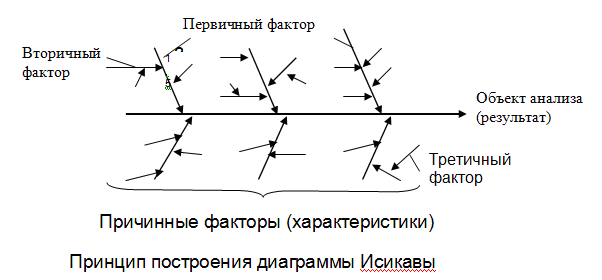 Первичный фактор
Вторичный
фактор
Объект анализа
(результат)
Третичный
фактор
Причинные факторы (характеристики)
Принцип построения диаграммы Исикавы